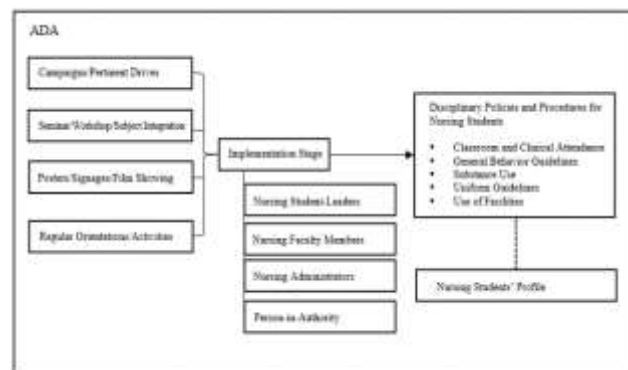 ADA
Campaigns/Pertinent Drives
Seminar/Workshop/Subject Integration
Posters/Signages/Film Showing
Regular Orientations Activities
Implementation Stage
Nursing Student Leaders
Nursing Faculty Members
Nursing Administrators
Person-in-Authority
Disciplinary Policies and Procedures for
Nursing Students
• Classroom and Clinical Attendance
• General Behavior Guidelines
• Substance Use
• Uniform Guidelines
• Use of Facilities
Nursing Students' Profile